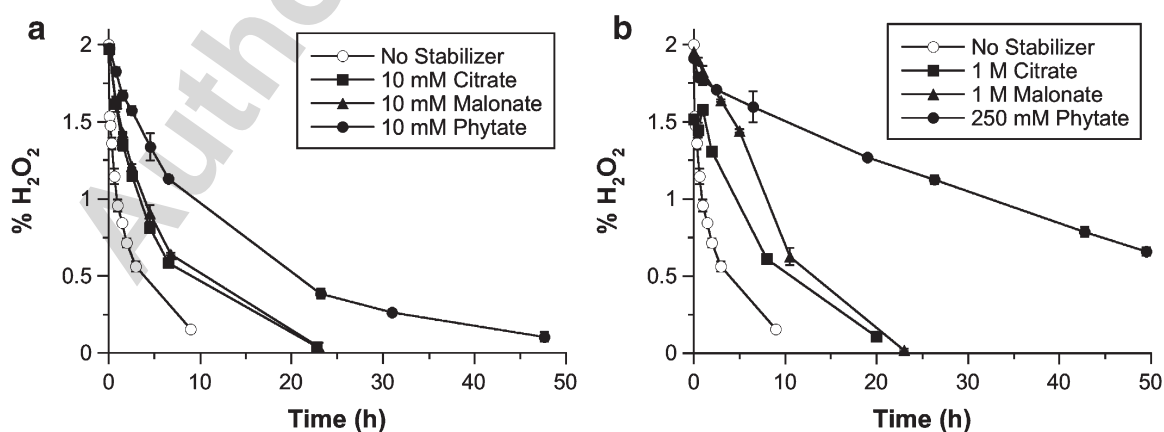 a
Autho
2
1.5
1
0.5
0
% H₂O₂
No Stabilizer
10 mM Citrate
10 mM Malonate
10 mM Phytate
0 10 20 30 40 50
Time (h)
b
2
1.5
1
0.5
0
% H₂O₂
No Stabilizer
1 M Citrate
1 M Malonate
250 mM Phytate
0 10 20 30 40 50
Time (h)